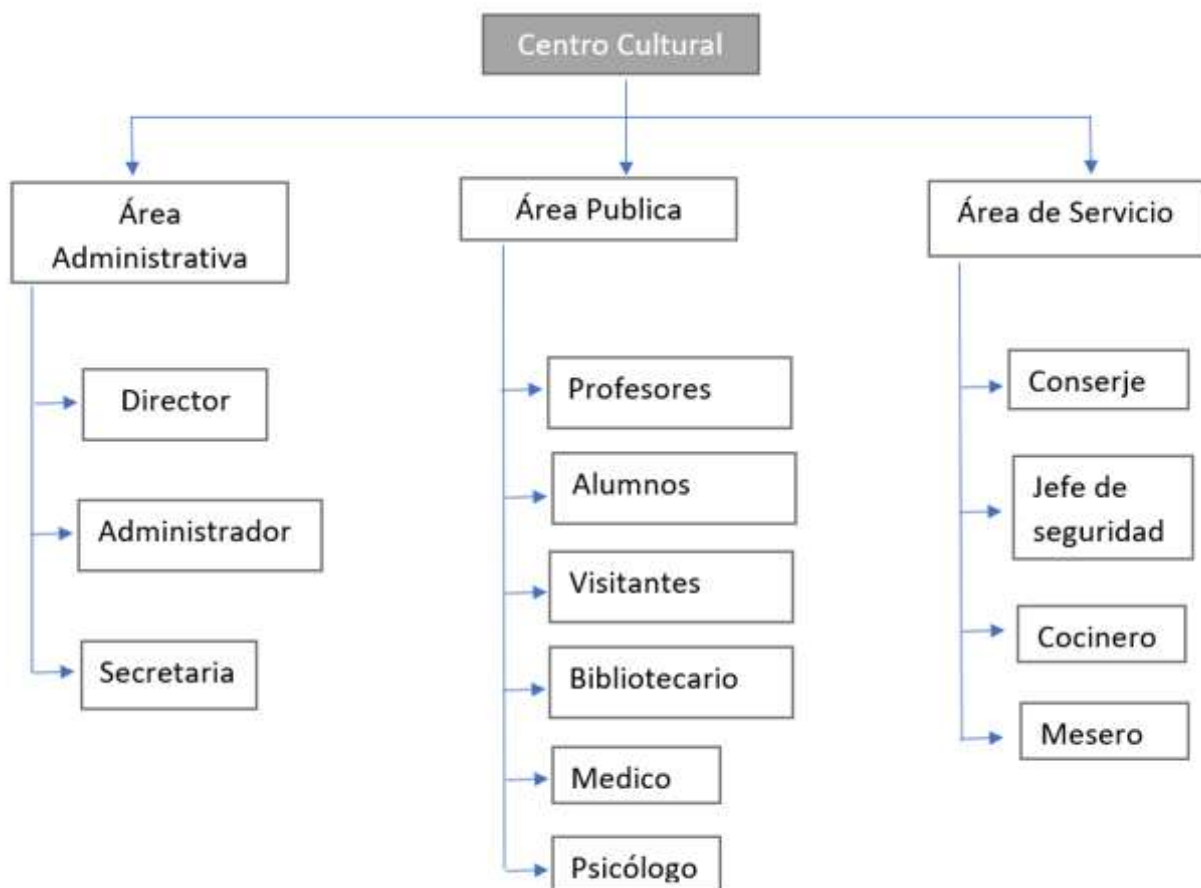 Centro Cultural
Área
Administrativa
Director
Administrador
Secretaria
Área Publica
Profesores
Alumnos
Visitantes
Bibliotecario
Medico
Psicólogo
Área de Servicio
Conserje
Jefe de
seguridad
Cocinero
Mesero